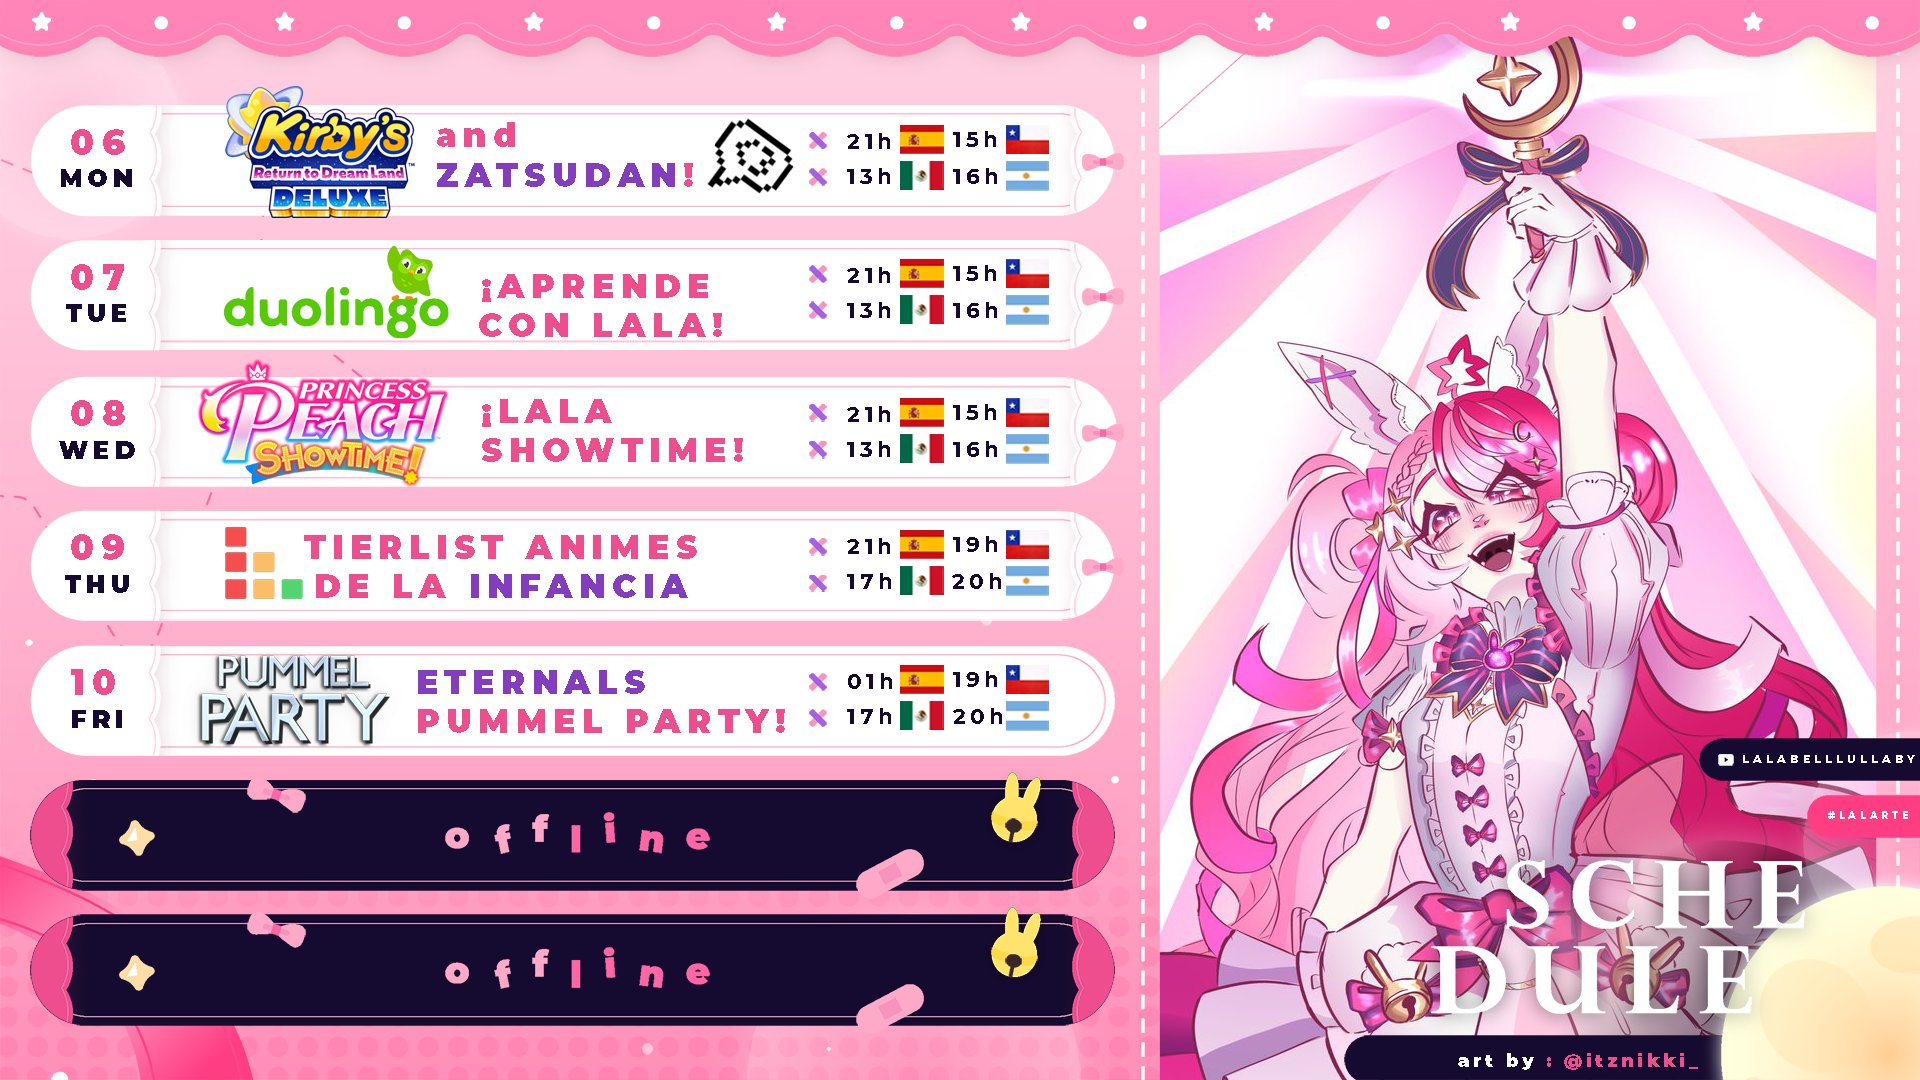 06
MON
Kirby's
Return to Dream Land™
DELUXE
and
ZATSUDAN!
21h 15h
13h 16h
07
TUE
duolingo
¡APRENDE
CON LALA!
21h 15h
13h 16h
08
WED
PRINCESS
PEACH
SHOWTIME!
¡LALA
SHOWTIME!
21h 15h
13h 16h
09
THU
TIERLIST ANIMES
DE LA INFANCIA
21h 19h
17h 20h
10
FRI
PUMMEL
PARTY
ETERNALS
PUMMEL PARTY!
01h 19h
17h 20h
offline
offline
LALABELLLULLABY
#LALARTE
SCHE
DULE
art by : @itznikki_